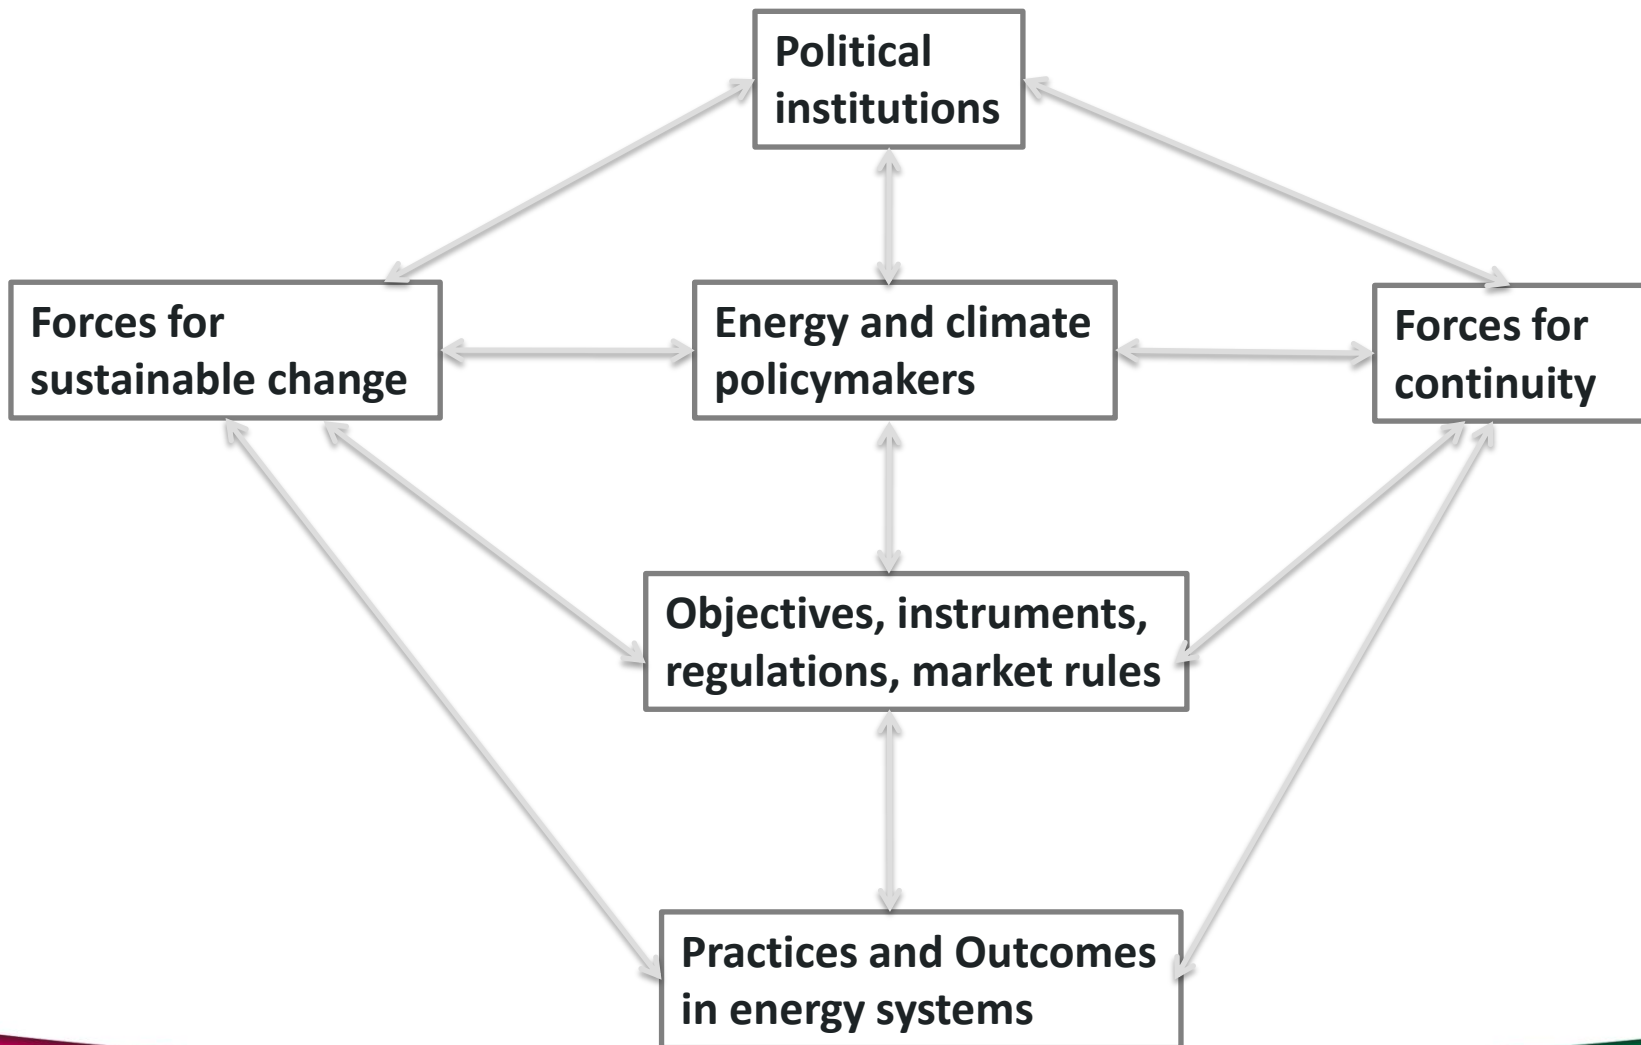 Political
institutions
Forces for
sustainable change
Energy and climate
policymakers
Forces for
continuity
Objectives, instruments,
regulations, market rules
Practices and Outcomes
in energy systems